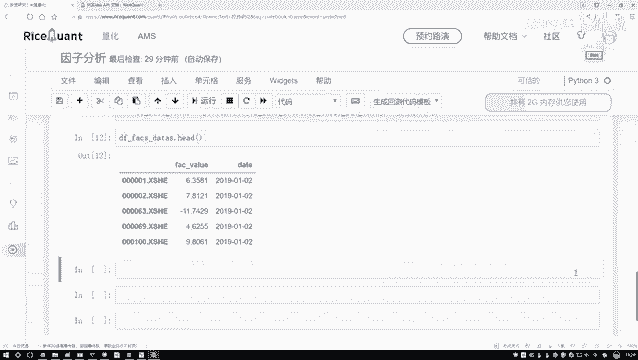 RiceQuant 量化 AMS
预约路演 帮助文档 社区
因子分析 最后检查: 29 分钟前 (自动保存)
文件 编辑 查看 插入 单元格 服务 Widgets 帮助
可信的 Python 3
运行 代码 生成回测代码模板
共有 2G 内存供您使用
In [12]: df_facs_datas.head()
Out[12]:
fac_value date
000001.XSHE 6.3581 2019-01-02
000002.XSHE 7.8121 2019-01-02
000063.XSHE -11.7429 2019-01-02
000069.XSHE 4.6255 2019-01-02
000100.XSHE 9.8061 2019-01-02
In [ ]:
In [ ]:
In [ ]: